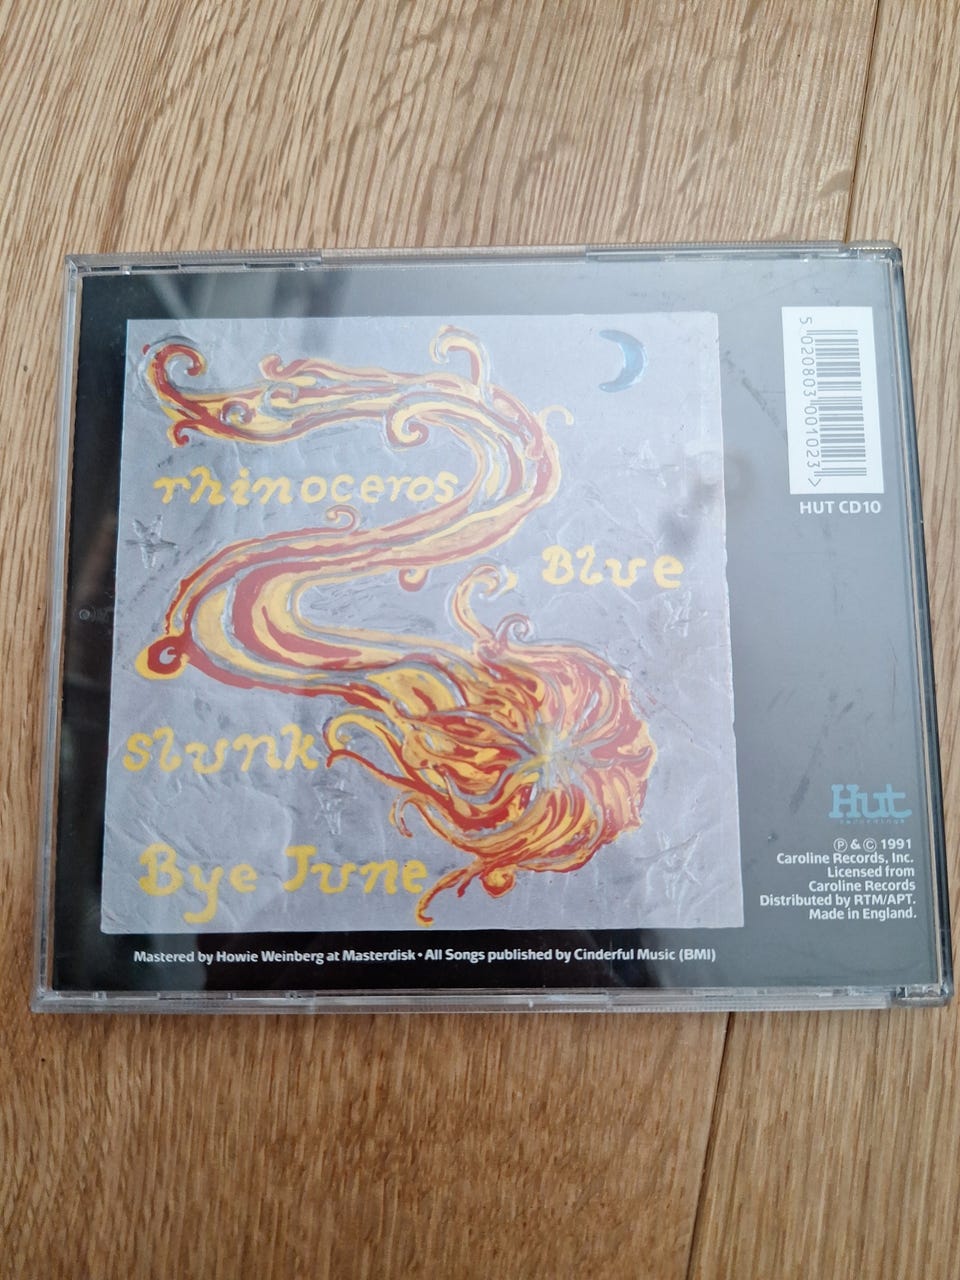 5 020803 001023 >
HUT CD10
rhinoceros
Blue
Slunk
Bye June
Hut
recordings
Ⓟ & © 1991
Caroline Records, Inc.
Licensed from
Caroline Records
Distributed by RTM/APT.
Made in England.
Mastered by Howie Weinberg at Masterdisk • All Songs published by Cinderful Music (BMI)